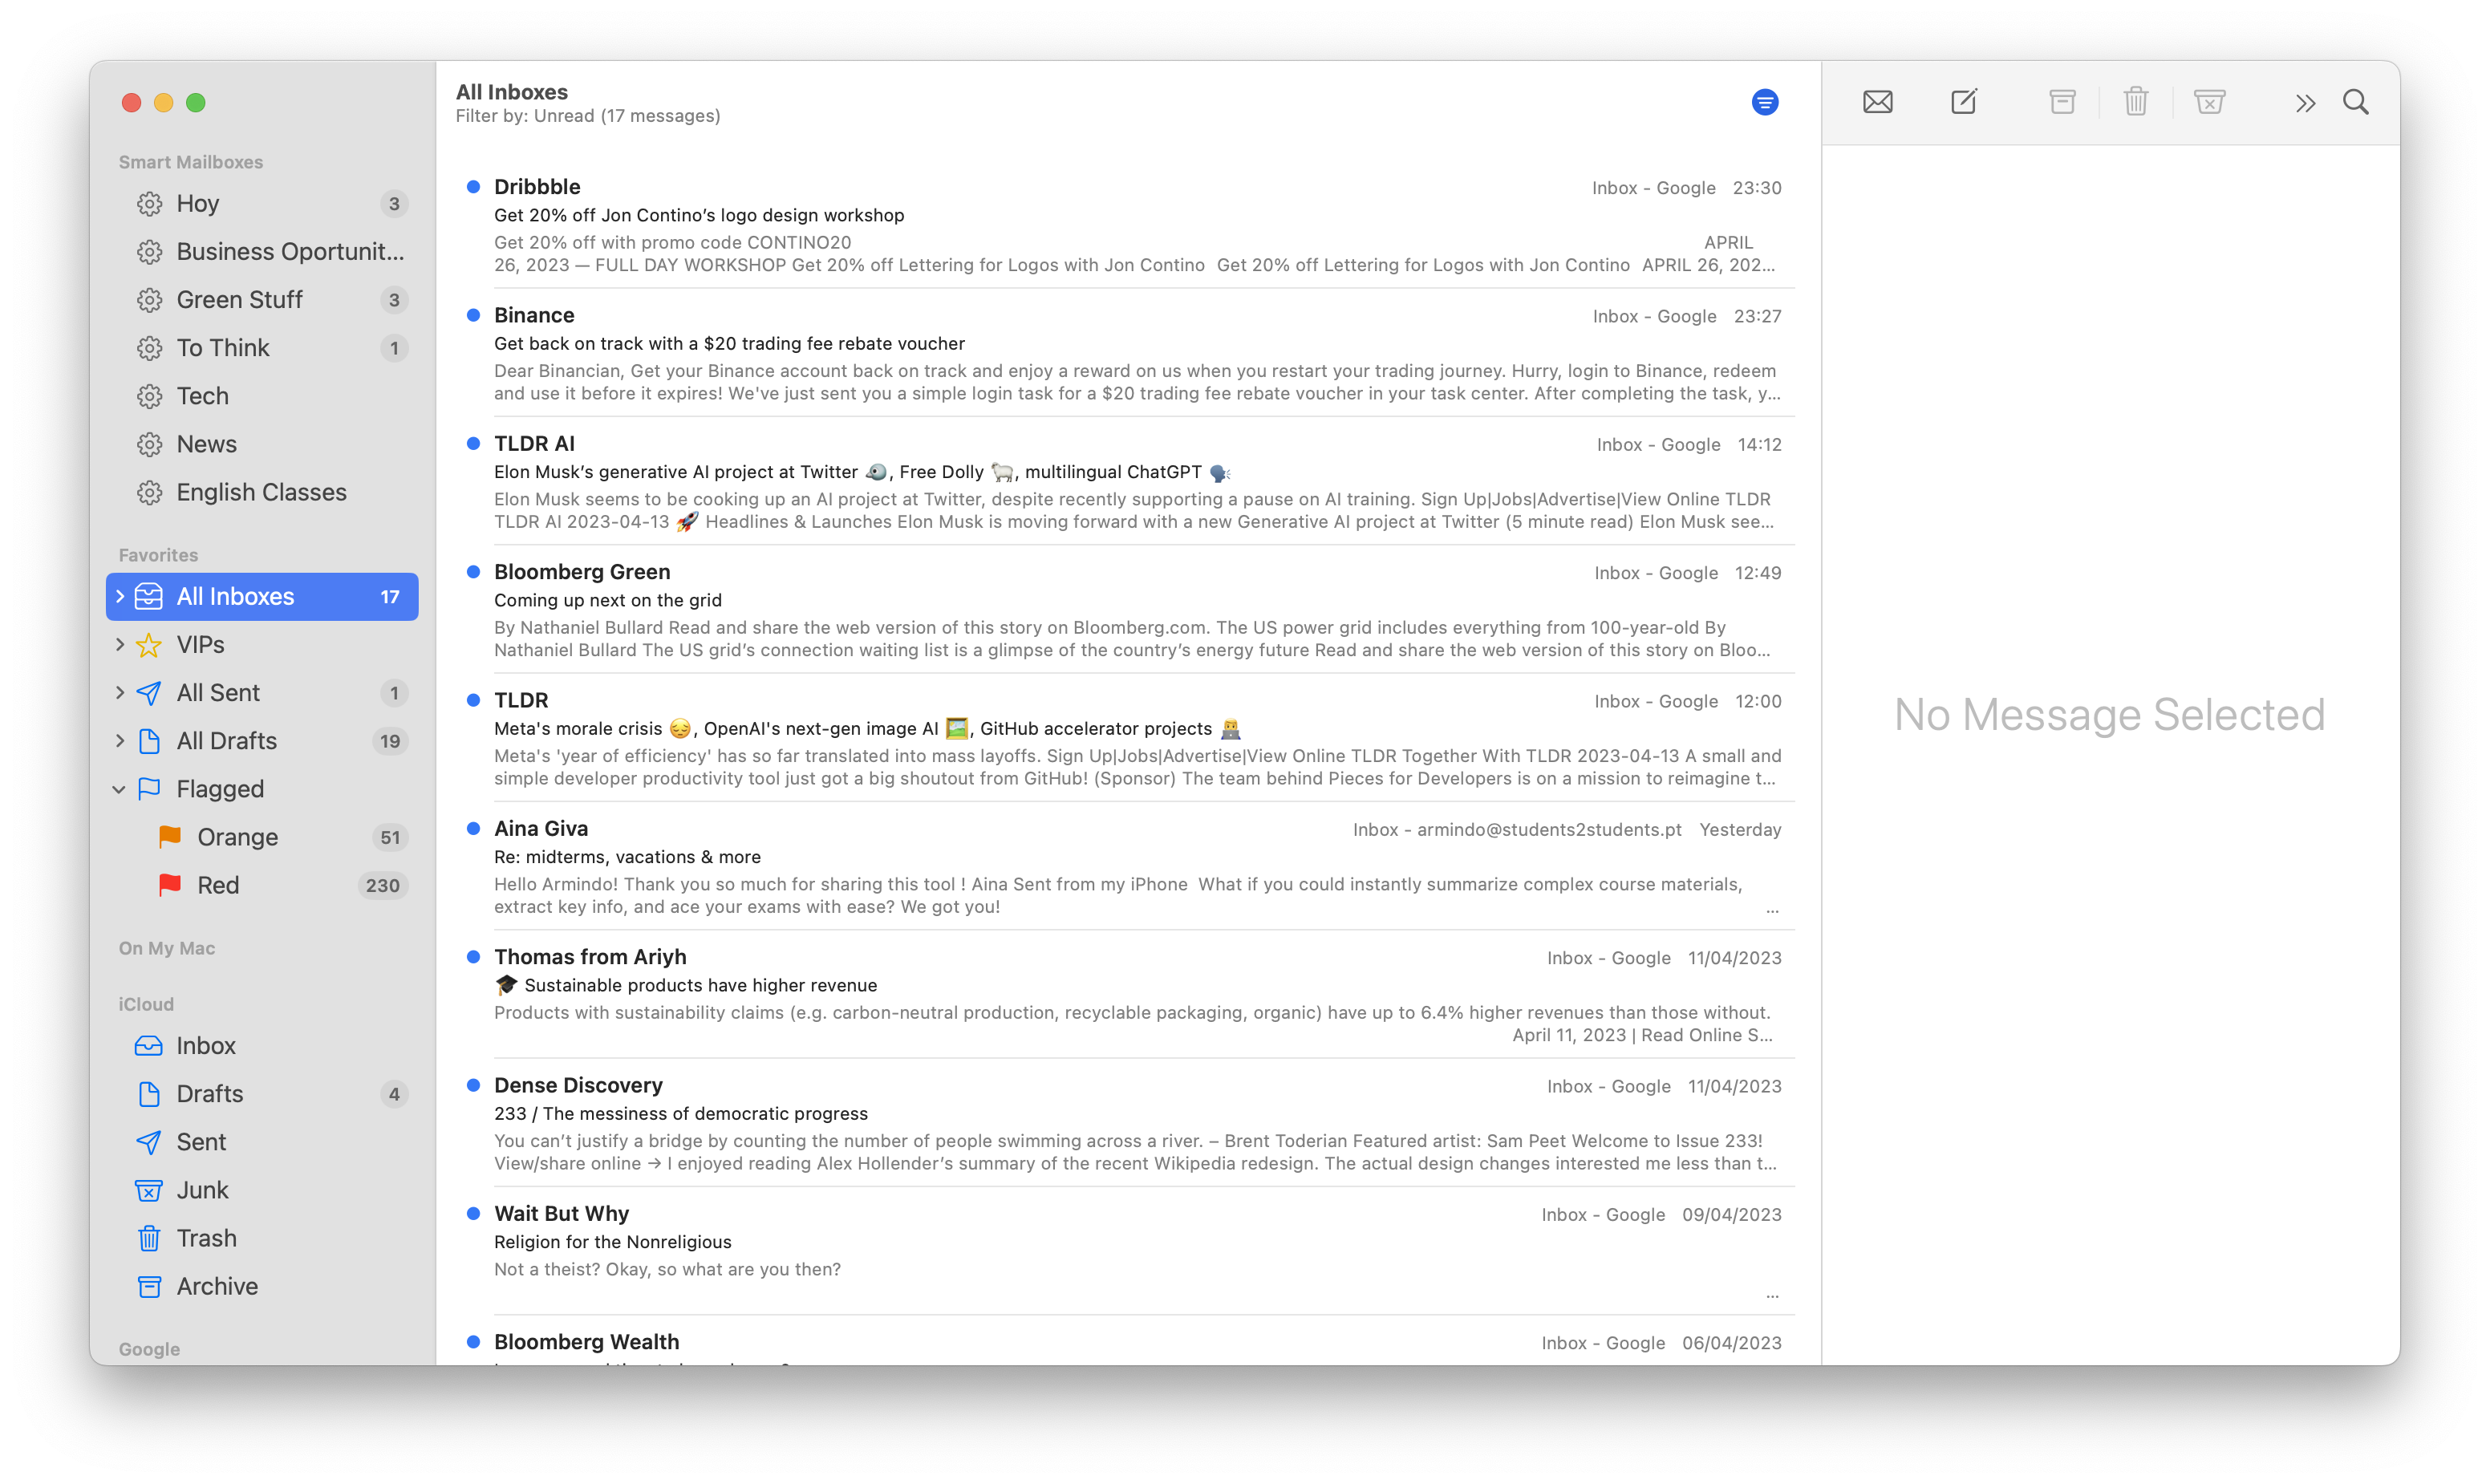 Smart Mailboxes
Hoy 3
Business Oportunit...
Green Stuff 3
To Think 1
Tech
News
English Classes
Favorites
All Inboxes 17
VIPs
All Sent 1
All Drafts 19
Flagged
Orange 51
Red 230
On My Mac
iCloud
Inbox
Drafts 4
Sent
Junk
Trash
Archive
Google
All Inboxes
Filter by: Unread (17 messages)
Dribbble Inbox - Google 23:30
Get 20% off Jon Contino’s logo design workshop
Get 20% off with promo code CONTINO20 APRIL
26, 2023 — FULL DAY WORKSHOP Get 20% off Lettering for Logos with Jon Contino Get 20% off Lettering for Logos with Jon Contino APRIL 26, 202...
Binance Inbox - Google 23:27
Get back on track with a $20 trading fee rebate voucher
Dear Binancian, Get your Binance account back on track and enjoy a reward on us when you restart your trading journey. Hurry, login to Binance, redeem
and use it before it expires! We've just sent you a simple login task for a $20 trading fee rebate voucher in your task center. After completing the task, y...
TLDR AI Inbox - Google 14:12
Elon Musk’s generative AI project at Twitter 🐦, Free Dolly 🐑, multilingual ChatGPT 🗣️
Elon Musk seems to be cooking up an AI project at Twitter, despite recently supporting a pause on AI training. Sign Up|Jobs|Advertise|View Online TLDR
TLDR AI 2023-04-13 🚀 Headlines & Launches Elon Musk is moving forward with a new Generative AI project at Twitter (5 minute read) Elon Musk see...
Bloomberg Green Inbox - Google 12:49
Coming up next on the grid
By Nathaniel Bullard Read and share the web version of this story on Bloomberg.com. The US power grid includes everything from 100-year-old By
Nathaniel Bullard The US grid’s connection waiting list is a glimpse of the country’s energy future Read and share the web version of this story on Bloo...
TLDR Inbox - Google 12:00
Meta's morale crisis 😔, OpenAI's next-gen image AI 🖼️, GitHub accelerator projects 👨‍💻
Meta's 'year of efficiency' has so far translated into mass layoffs. Sign Up|Jobs|Advertise|View Online TLDR Together With TLDR 2023-04-13 A small and
simple developer productivity tool just got a big shoutout from GitHub! (Sponsor) The team behind Pieces for Developers is on a mission to reimagine t...
Aina Giva Inbox - armindo@students2students.pt Yesterday
Re: midterms, vacations & more
Hello Armindo! Thank you so much for sharing this tool ! Aina Sent from my iPhone What if you could instantly summarize complex course materials,
extract key info, and ace your exams with ease? We got you! ...
Thomas from Ariyh Inbox - Google 11/04/2023
🎓 Sustainable products have higher revenue
Products with sustainability claims (e.g. carbon-neutral production, recyclable packaging, organic) have up to 6.4% higher revenues than those without.
April 11, 2023 | Read Online S...
Dense Discovery Inbox - Google 11/04/2023
233 / The messiness of democratic progress
You can’t justify a bridge by counting the number of people swimming across a river. – Brent Toderian Featured artist: Sam Peet Welcome to Issue 233!
View/share online → I enjoyed reading Alex Hollender’s summary of the recent Wikipedia redesign. The actual design changes interested me less than t...
Wait But Why Inbox - Google 09/04/2023
Religion for the Nonreligious
Not a theist? Okay, so what are you then?
...
Bloomberg Wealth Inbox - Google 06/04/2023
No Message Selected